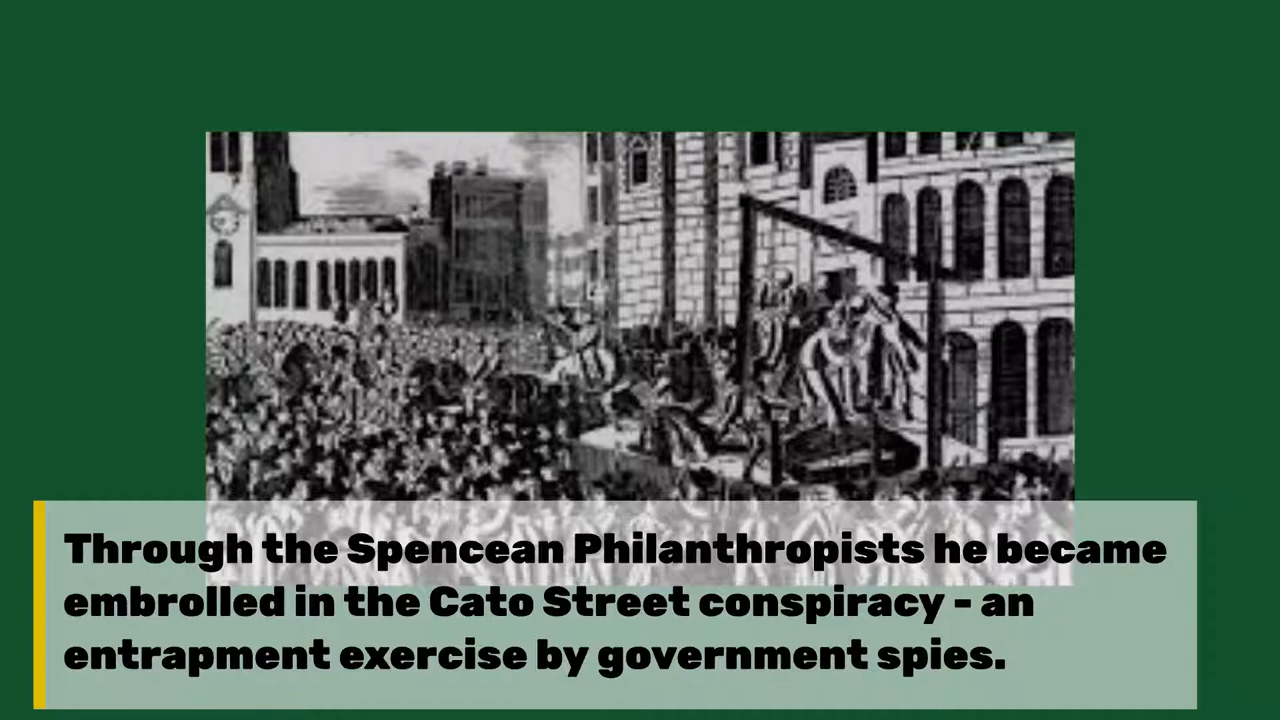 Through the Spencean Philanthropists he became
embrolled in the Cato Street conspiracy - an
entrapment exercise by government spies.